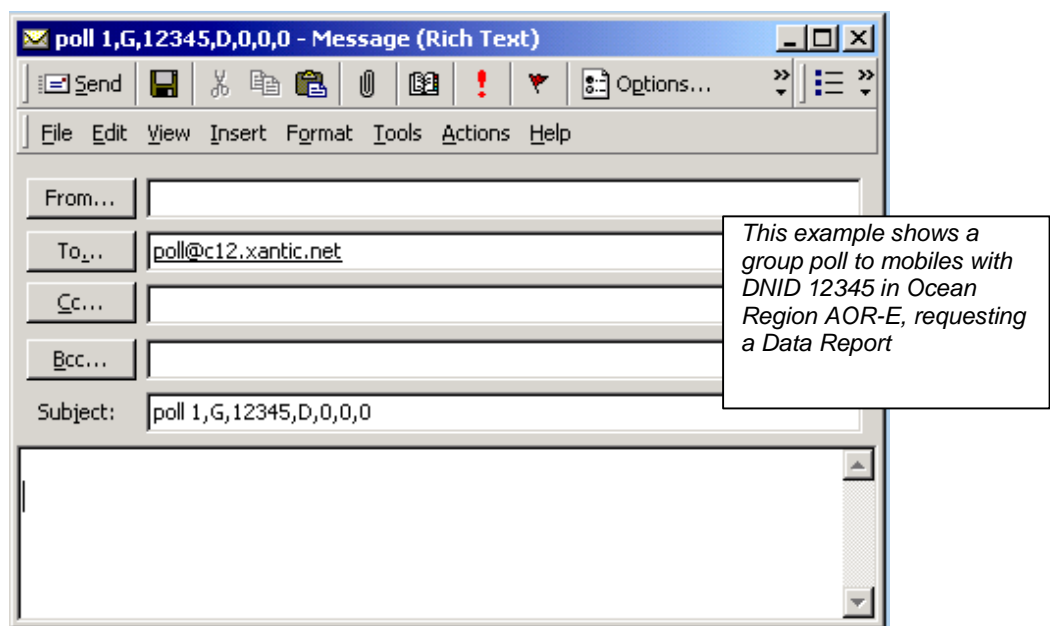 poll 1,G,12345,D,0,0,0 - Message (Rich Text)
Send Options... »
File Edit View Insert Format Tools Actions Help
From...
To... poll@c12.xantic.net
Cc...
Bcc...
Subject: poll 1,G,12345,D,0,0,0
This example shows a
group poll to mobiles with
DNID 12345 in Ocean
Region AOR-E, requesting
a Data Report